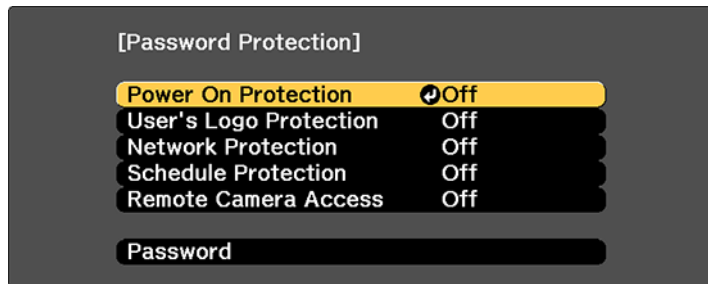 [Password Protection]
Power On Protection Off
User's Logo Protection Off
Network Protection Off
Schedule Protection Off
Remote Camera Access Off
Password